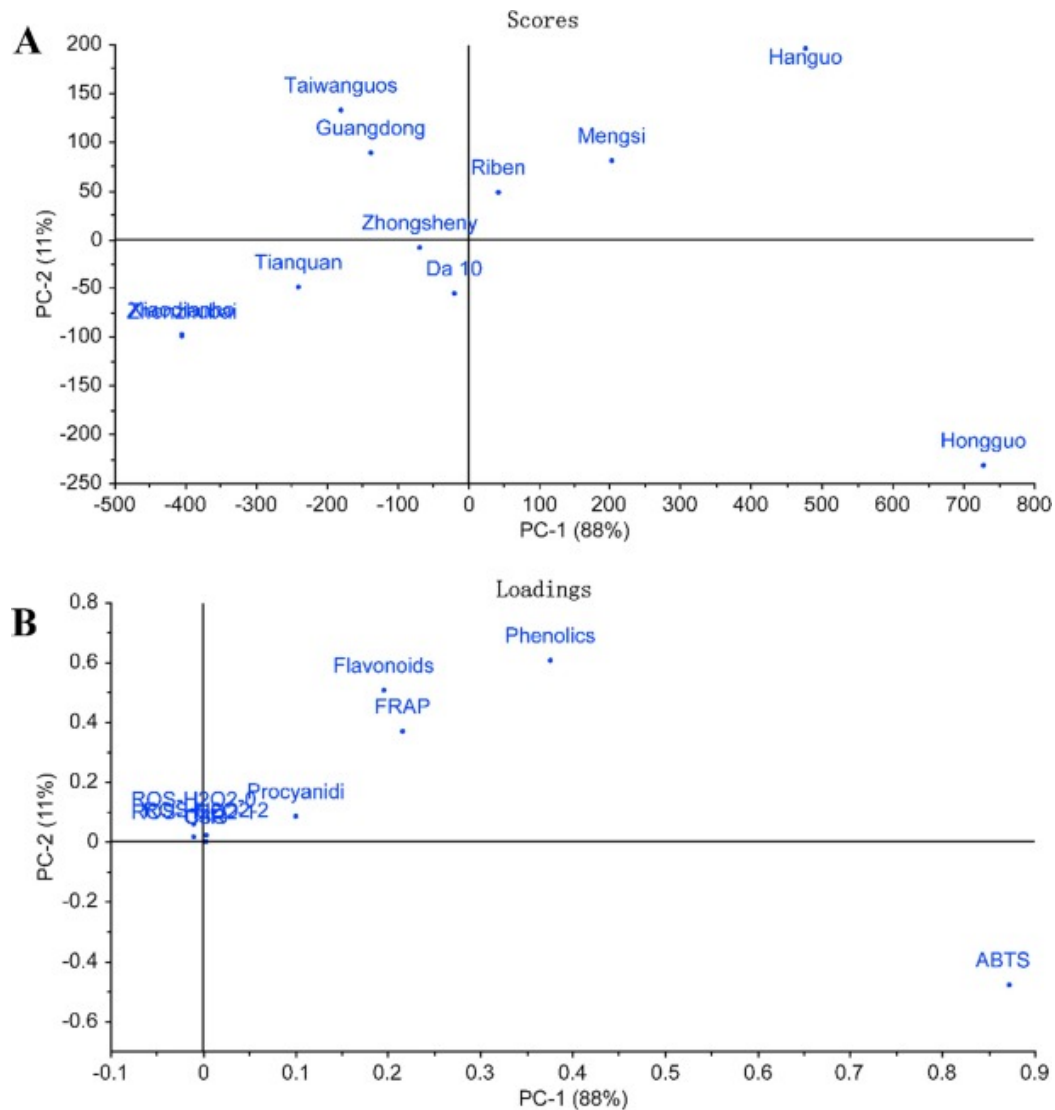 A
Scores
200
150
100
50
0
-50
-100
-150
-200
-250
PC-2 (11%)
Hanguo
Taiwanguos
Guangdong
Mengsi
Riben
Zhongsheny
Tianquan
Da 10
Zhenzhubai
Hongguo
-500 -400 -300 -200 -100 0 100 200 300 400 500 600 700 800
PC-1 (88%)
B
Loadings
0.8
0.6
0.4
0.2
0
-0.2
-0.4
-0.6
PC-2 (11%)
Phenolics
Flavonoids
FRAP
Procyanidi
ROS-H2O2-0
ABTS
-0.1 0 0.1 0.2 0.3 0.4 0.5 0.6 0.7 0.8 0.9
PC-1 (88%)